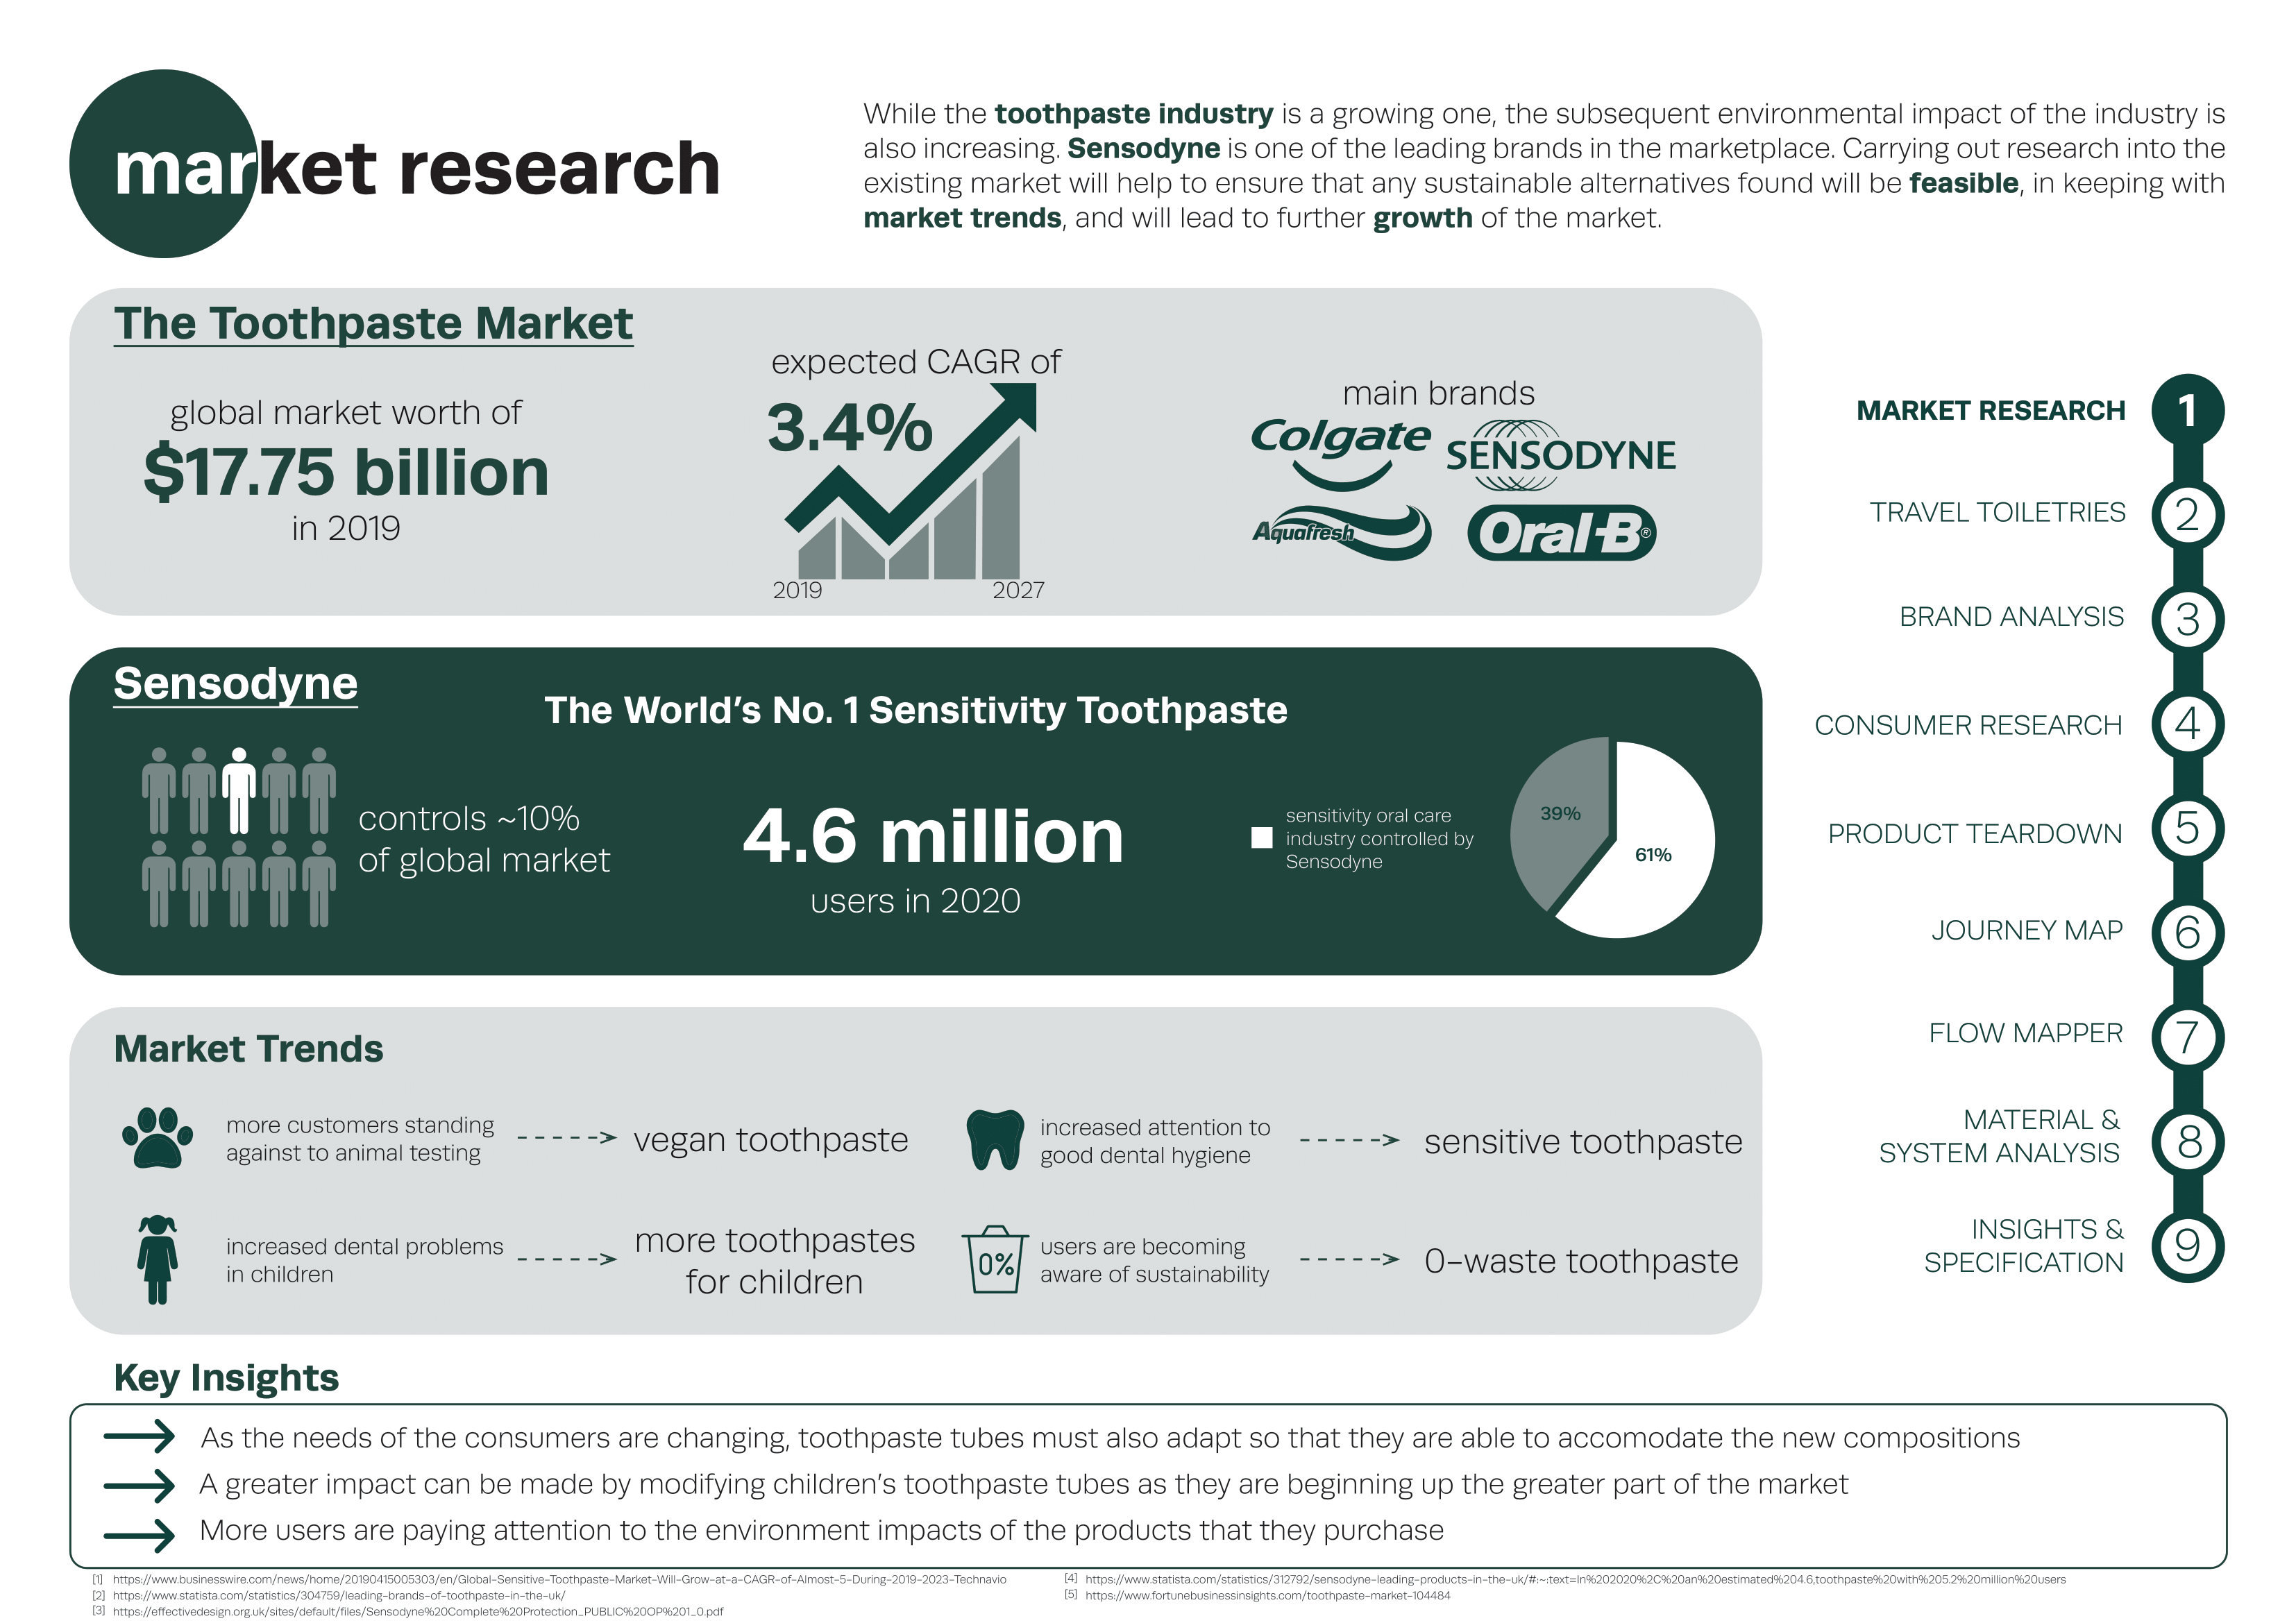 market research
While the toothpaste industry is a growing one, the subsequent environmental impact of the industry is
also increasing. Sensodyne is one of the leading brands in the marketplace. Carrying out research into the
existing market will help to ensure that any sustainable alternatives found will be feasible, in keeping with
market trends, and will lead to further growth of the market.
The Toothpaste Market
global market worth of
$17.75 billion
in 2019
expected CAGR of
3.4%
2019
2027
main brands
Colgate
SENSODYNE
Aquafresh
Oral-B®
Sensodyne
The World's No. 1 Sensitivity Toothpaste
controls ~10%
of global market
4.6 million
users in 2020
sensitivity oral care
industry controlled by
Sensodyne
39%
61%
Market Trends
more customers standing
against to animal testing
vegan toothpaste
increased attention to
good dental hygiene
sensitive toothpaste
increased dental problems
in children
more toothpastes
for children
0%
users are becoming
aware of sustainability
0-waste toothpaste
MARKET RESEARCH 1
TRAVEL TOILETRIES 2
BRAND ANALYSIS 3
CONSUMER RESEARCH 4
PRODUCT TEARDOWN 5
JOURNEY MAP 6
FLOW MAPPER 7
MATERIAL &
SYSTEM ANALYSIS 8
INSIGHTS &
SPECIFICATION 9
Key Insights
As the needs of the consumers are changing, toothpaste tubes must also adapt so that they are able to accomodate the new compositions
A greater impact can be made by modifying children's toothpaste tubes as they are beginning up the greater part of the market
More users are paying attention to the environment impacts of the products that they purchase
[1] https://www.businesswire.com/news/home/20190415005303/en/Global-Sensitive-Toothpaste-Market-Will-Grow-at-a-CAGR-of-Almost-5-During-2019-2023-Technavio
[2] https://www.statista.com/statistics/304759/leading-brands-of-toothpaste-in-the-uk/
[3] https://effectivedesign.org.uk/sites/default/files/Sensodyne%20Complete%20Protection_PUBLIC%20OP%201_0.pdf
[4] https://www.statista.com/statistics/312792/sensodyne-leading-products-in-the-uk/#:~:text=In%202020%2C%20an%20estimated%204.6,toothpaste%20with%205.2%20million%20users
[5] https://www.fortunebusinessinsights.com/toothpaste-market-104484